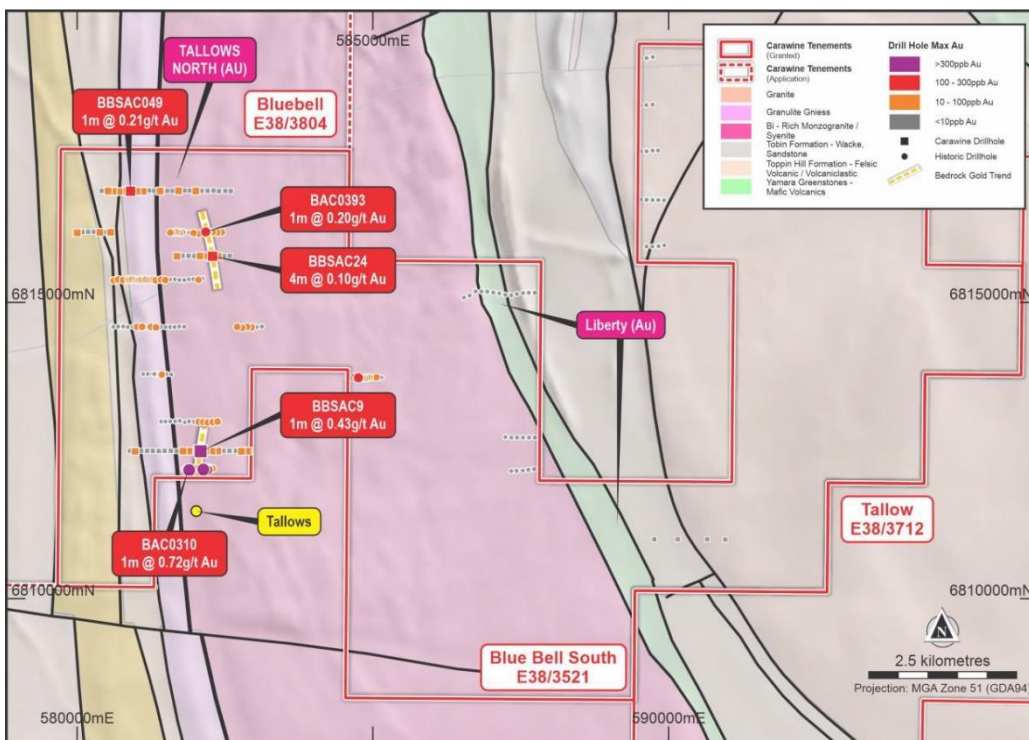 585000mE
TALLOWS
NORTH (AU)
BBSAC049
1m @ 0.21g/t Au
Bluebell
E38/3804
BAC0393
1m @ 0.20g/t Au
BBSAC24
4m @ 0.10g/t Au
6815000mN
6815000mN
Liberty (Au)
BBSAC9
1m @ 0.43g/t Au
Tallows
BAC0310
1m @ 0.72g/t Au
Tallow
E38/3712
6810000mN
6810000mN
Blue Bell South
E38/3521
580000mE
590000mE
N
2.5 kilometres
Projection: MGA Zone 51 (GDA94)
Carawine Tenements
(Granted)
Carawine Tenements
(Application)
Granite
Granulite Gniess
Bi - Rich Monzogranite /
Syenite
Tobin Formation - Wacke,
Sandstone
Toppin Hill Formation - Felsic
Volcanic / Volcaniclastic
Yamara Greenstones -
Mafic Volcanics
Drill Hole Max Au
>300ppb Au
100 - 300ppb Au
10 - 100ppb Au
<10ppb Au
Carawine Drillhole
Historic Drillhole
Bedrock Gold Trend